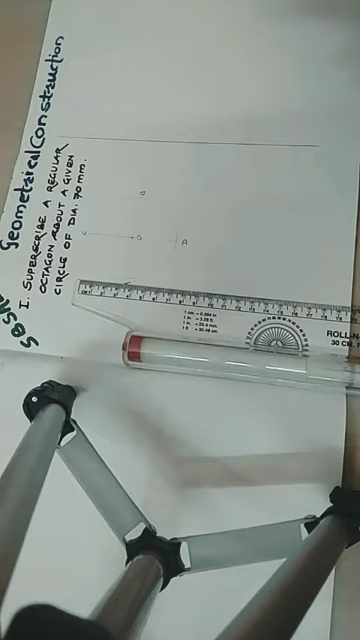 Geometrical Construction
I. SUPERSCRIBE A REGULAR
OCTAGON ABOUT A GIVEN
CIRCLE OF DIA. 70 mm.
B
C
O
A
1 cm. = 0.394 in.
1 m. = 3.28 ft.
1 in. = 25.4 mm.
1 ft. = 30.48 cm.
ROLL-N-
30 CM.